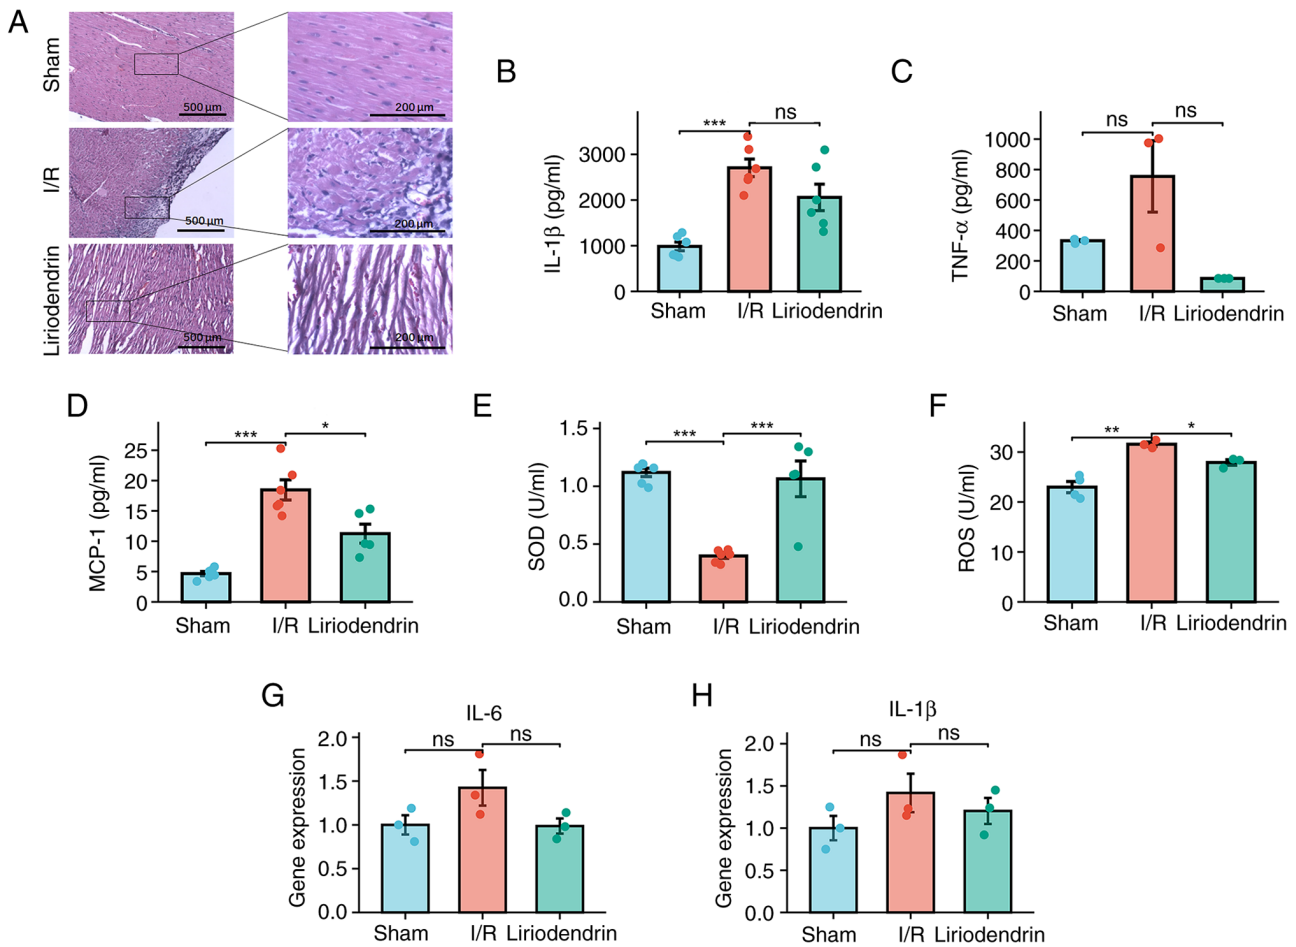 A
Sham
500 μm
200 μm
I/R
500 μm
200 μm
Liriodendrin
500 μm
200 μm
B
IL-1β (pg/ml)
3000
2000
1000
0
***
ns
Sham
I/R
Liriodendrin
C
TNF-α (pg/ml)
1000
800
600
400
200
0
ns
ns
Sham
I/R
Liriodendrin
D
MCP-1 (pg/ml)
25
20
15
10
5
0
***
*
Sham
I/R
Liriodendrin
E
SOD (U/ml)
1.5
1.0
0.5
0.0
***
***
Sham
I/R
Liriodendrin
F
ROS (U/ml)
30
20
10
0
**
*
Sham
I/R
Liriodendrin
G
IL-6
Gene expression
2.0
1.5
1.0
0.5
0.0
ns
ns
Sham
I/R
Liriodendrin
H
IL-1β
Gene expression
2.0
1.5
1.0
0.5
0.0
ns
ns
Sham
I/R
Liriodendrin